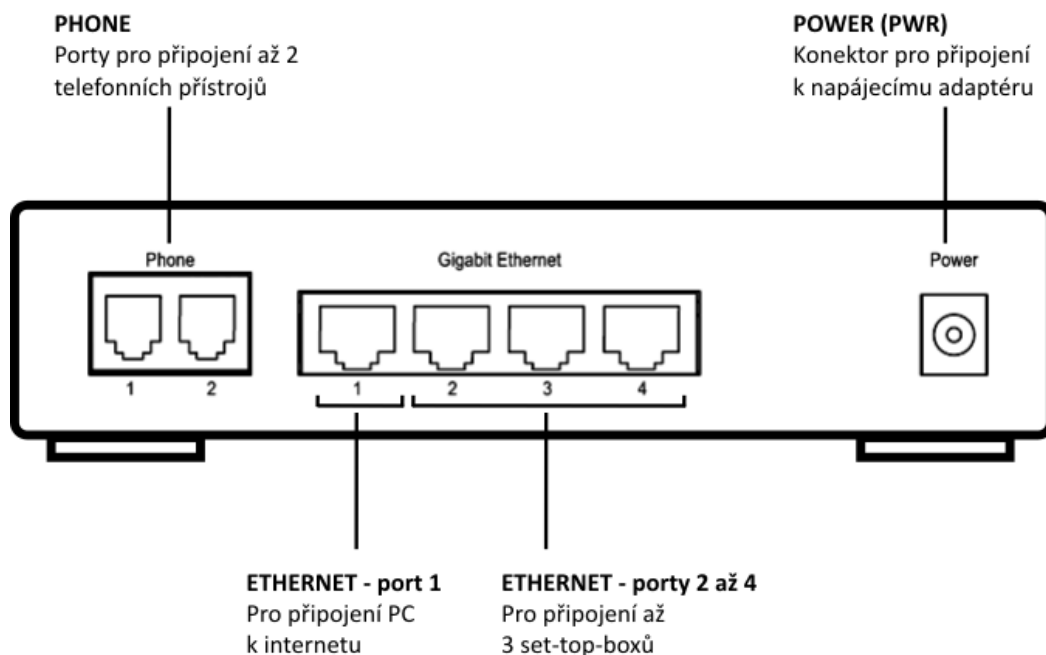 PHONE
Porty pro připojení až 2
telefonních přístrojů
POWER (PWR)
Konektor pro připojení
k napájecímu adaptéru
Phone
Gigabit Ethernet
Power
1 2
1 2 3 4
ETHERNET - port 1
Pro připojení PC
k internetu
ETHERNET - porty 2 až 4
Pro připojení až
3 set-top-boxů